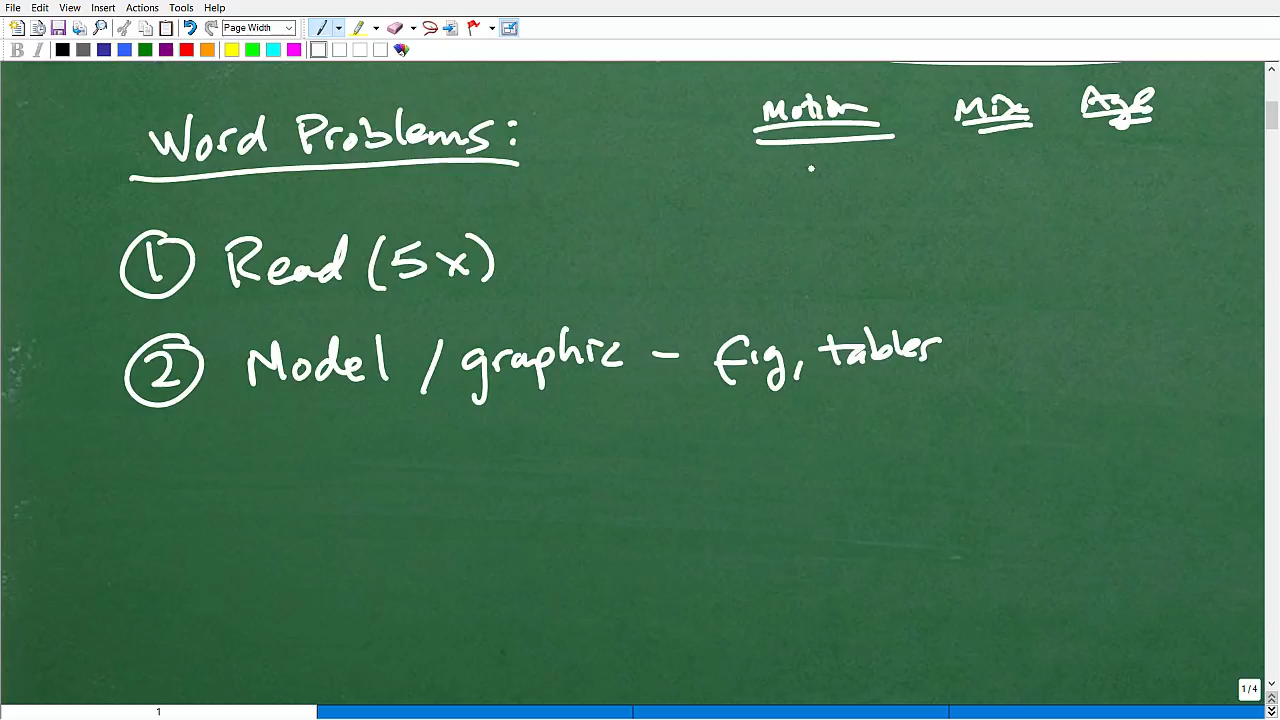 File Edit View Insert Actions Tools Help
Page Width
B I
Motion Mix Age
Word Problems:
1 Read (5x)
2 Model / graphic - fig, tables
1/4
1